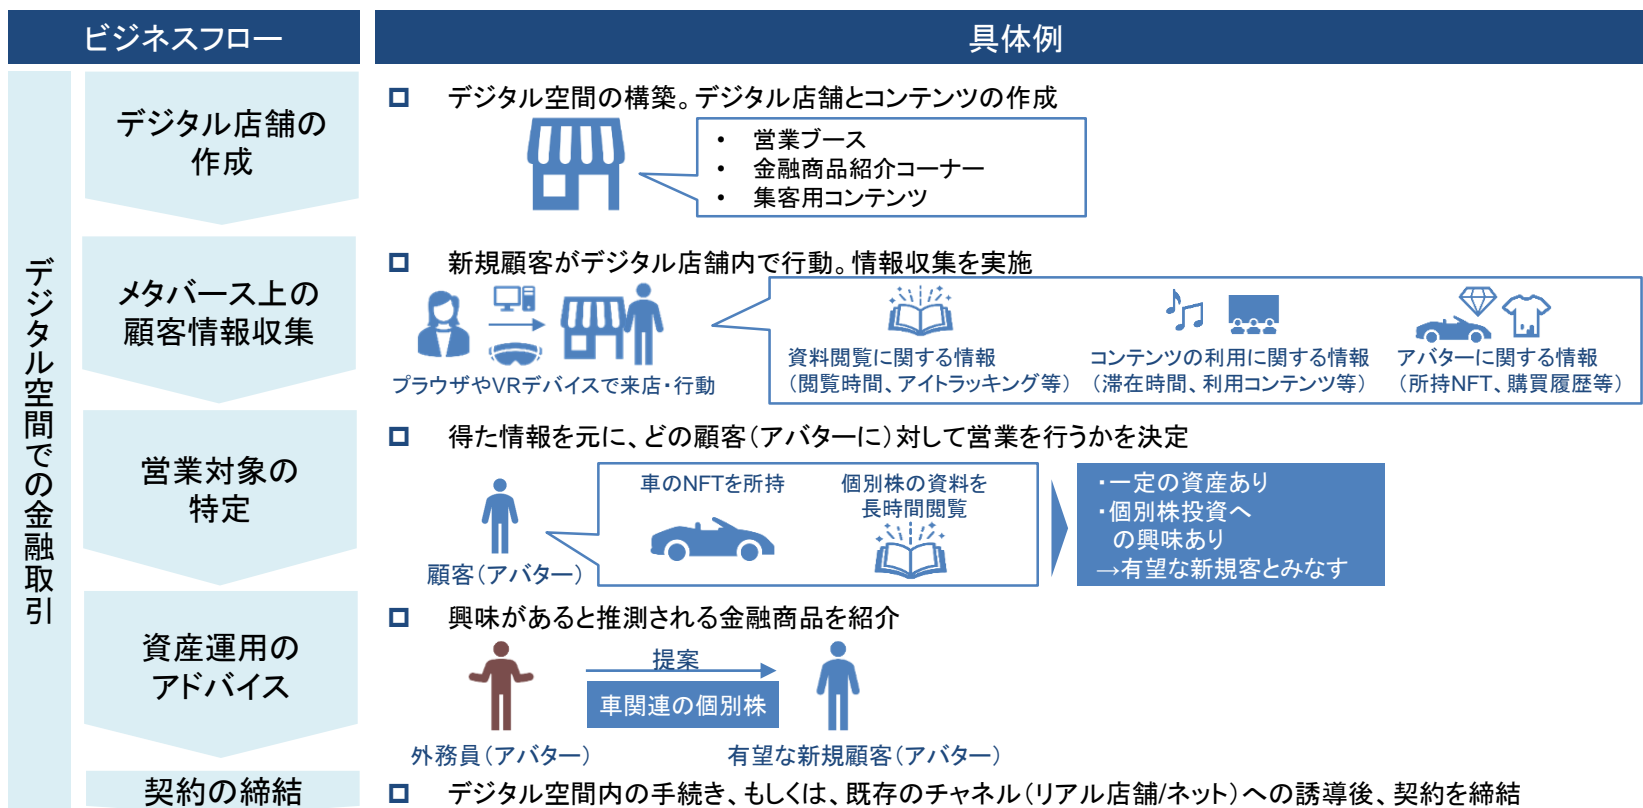 ビジネスフロー
具体例
デジタル空間での金融取引
デジタル店舗の
作成
□ デジタル空間の構築。デジタル店舗とコンテンツの作成
・ 営業ブース
・ 金融商品紹介コーナー
・ 集客用コンテンツ
メタバース上の
顧客情報収集
□ 新規顧客がデジタル店舗内で行動。情報収集を実施
ブラウザやVRデバイスで来店・行動
資料閲覧に関する情報
（閲覧時間、アイトラッキング等）
コンテンツの利用に関する情報
（滞在時間、利用コンテンツ等）
アバターに関する情報
（所持NFT、購買履歴等）
営業対象の
特定
□ 得た情報を元に、どの顧客（アバターに）対して営業を行うかを決定
顧客（アバター）
車のNFTを所持
個別株の資料を
長時間閲覧
・一定の資産あり
・個別株投資へ
の興味あり
→有望な新規客とみなす
資産運用の
アドバイス
□ 興味があると推測される金融商品を紹介
提案
車関連の個別株
外務員（アバター）
有望な新規顧客（アバター）
契約の締結
□ デジタル空間内の手続き、もしくは、既存のチャネル（リアル店舗/ネット）への誘導後、契約を締結